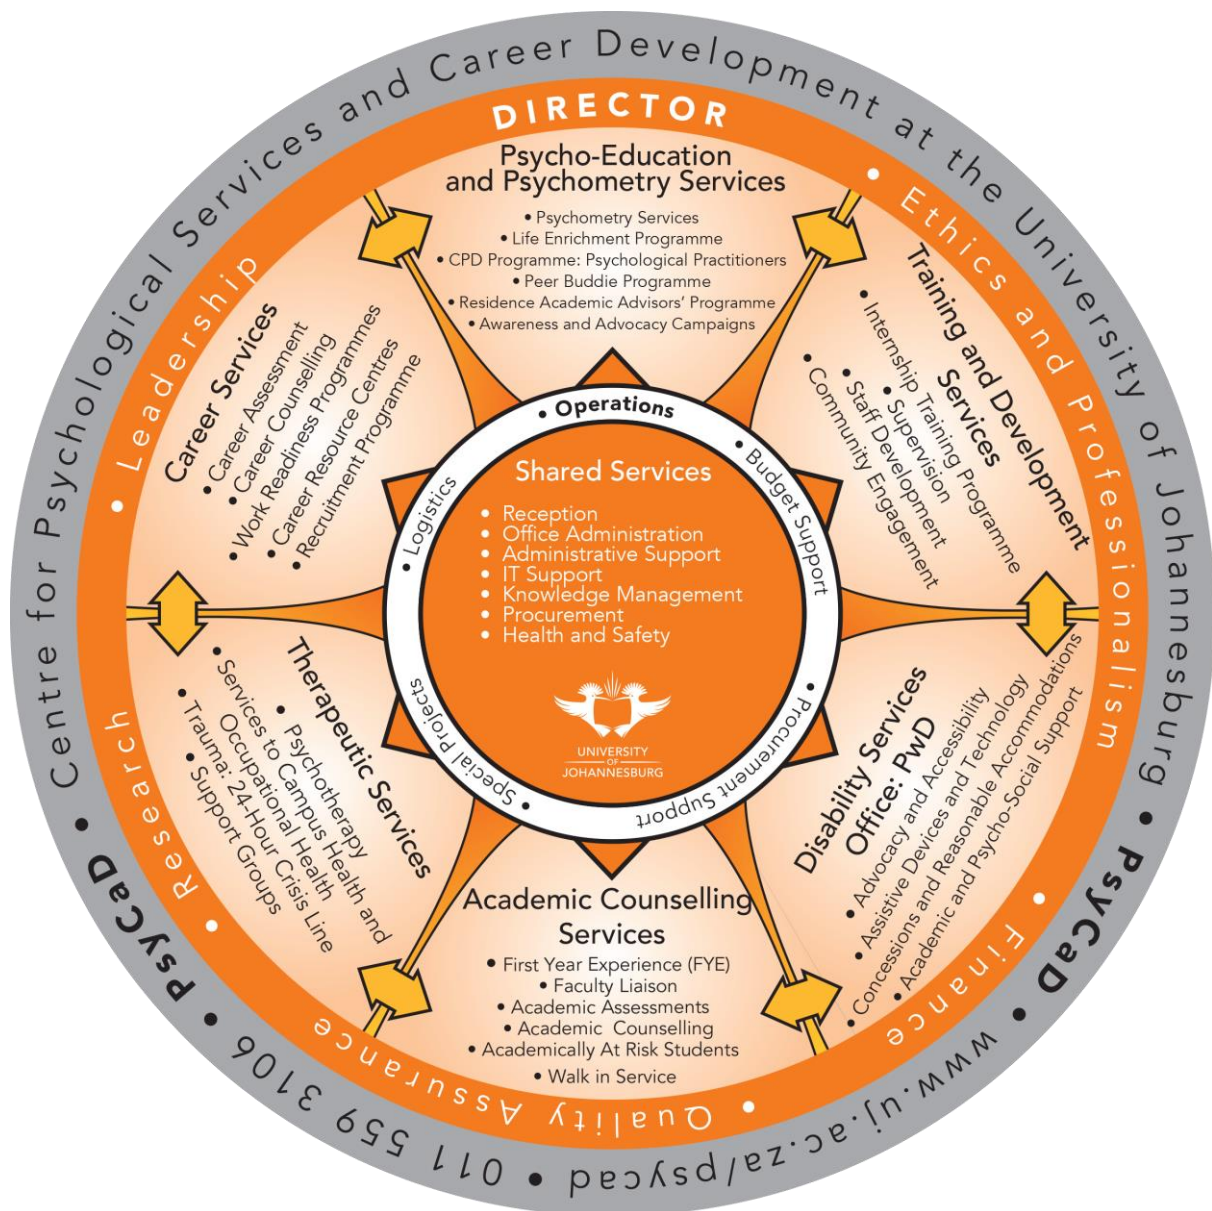 • Centre for Psychological Services and Career Development at the University of Johannesburg • PsyCaD • www.uj.ac.za/psycad • 011 559 3106 • PsyCaD
DIRECTOR
• Ethics and Professionalism
• Finance
• Quality Assurance
• Research
• Leadership
Psycho-Education
and Psychometry Services
• Psychometry Services
• Life Enrichment Programme
• CPD Programme: Psychological Practitioners
• Peer Buddie Programme
• Residence Academic Advisors' Programme
• Awareness and Advocacy Campaigns
Training and Development
Services
• Internship Training Programme
• Supervision
• Staff Development
• Community Engagement
Disability Services
Office: PwD
• Advocacy and Accessibility
• Assistive Devices and Technology
• Concessions and Reasonable Accommodations
• Academic and Psycho-Social Support
Academic Counselling
Services
• First Year Experience (FYE)
• Faculty Liaison
• Academic Assessments
• Academic Counselling
• Academically At Risk Students
• Walk in Service
Therapeutic Services
• Psychotherapy
• Services to Campus Health and
Occupational Health
• Trauma: 24-Hour Crisis Line
• Support Groups
Career Services
• Career Assessment
• Career Counselling
• Work Readiness Programmes
• Career Resource Centres
• Recruitment Programme
• Operations
• Budget Support
• Procurement Support
• Special Projects
• Logistics
Shared Services
• Reception
• Office Administration
• Administrative Support
• IT Support
• Knowledge Management
• Procurement
• Health and Safety
UNIVERSITY
OF
JOHANNESBURG